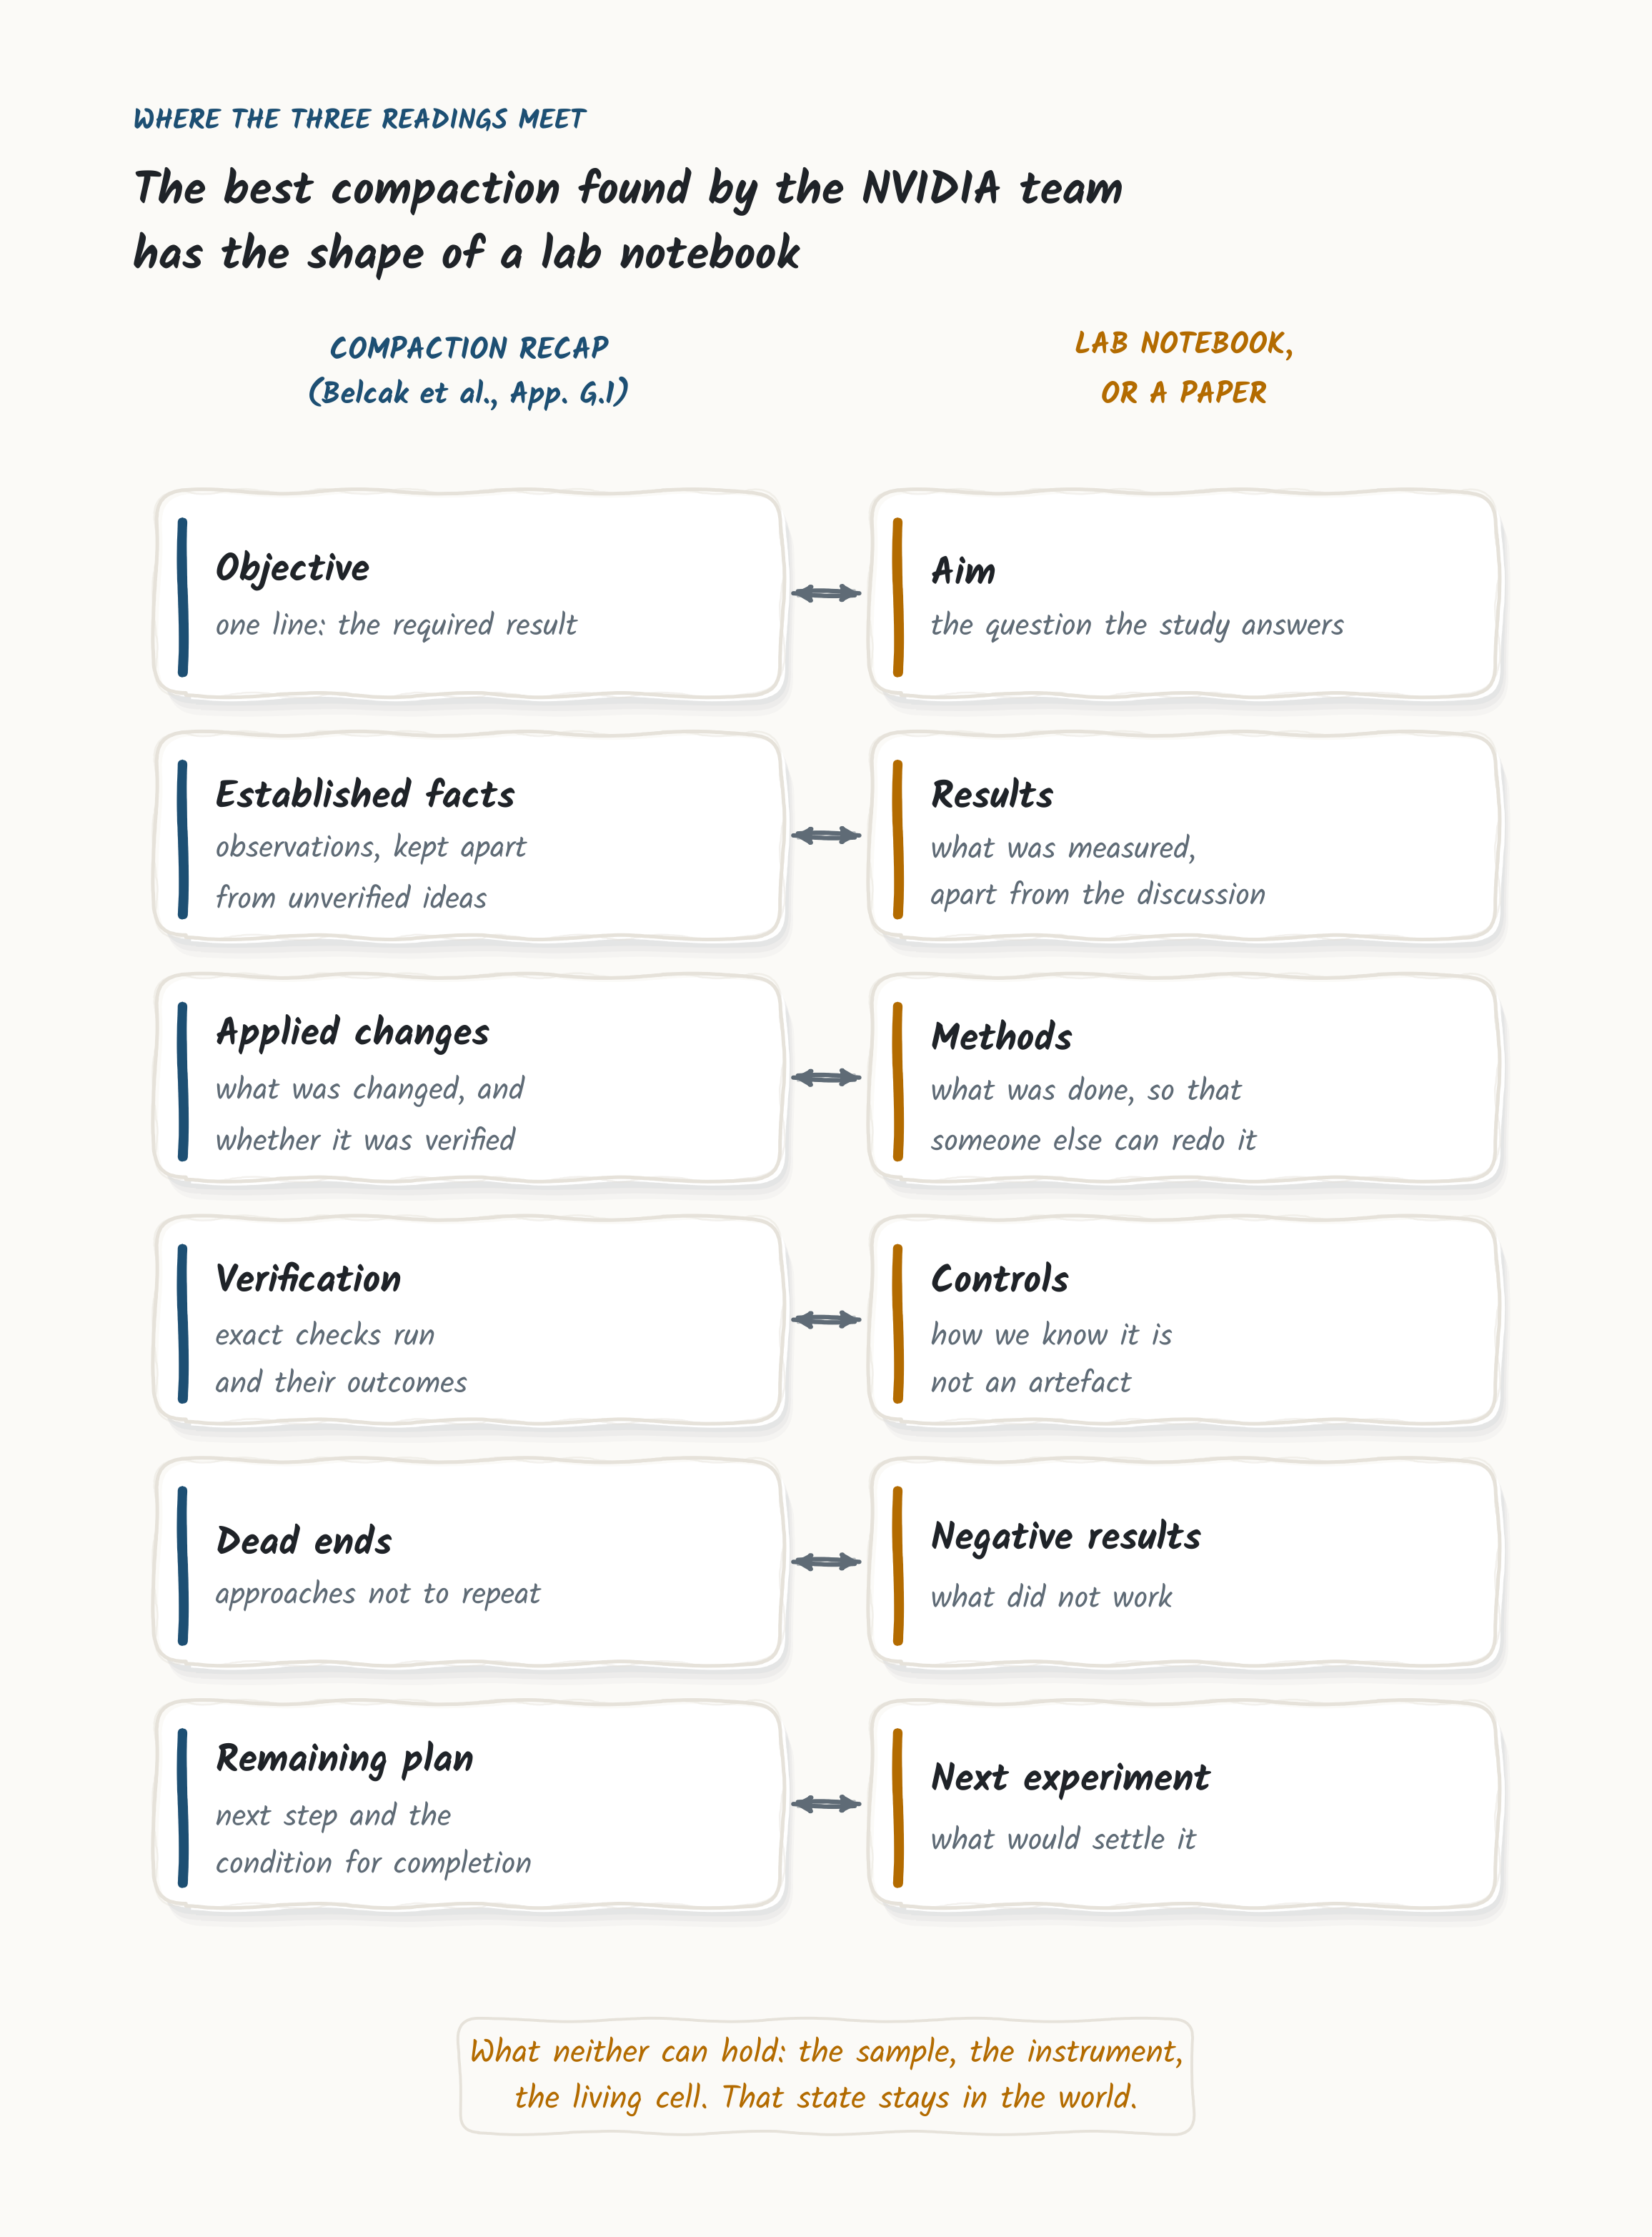 WHERE THE THREE READINGS MEET
The best compaction found by the NVIDIA team
has the shape of a lab notebook
COMPACTION RECAP
(Belcak et al., App. G.1)
LAB NOTEBOOK,
OR A PAPER
Objective
one line: the required result
Aim
the question the study answers
Established facts
observations, kept apart
from unverified ideas
Results
what was measured,
apart from the discussion
Applied changes
what was changed, and
whether it was verified
Methods
what was done, so that
someone else can redo it
Verification
exact checks run
and their outcomes
Controls
how we know it is
not an artefact
Dead ends
approaches not to repeat
Negative results
what did not work
Remaining plan
next step and the
condition for completion
Next experiment
what would settle it
What neither can hold: the sample, the instrument,
the living cell. That state stays in the world.